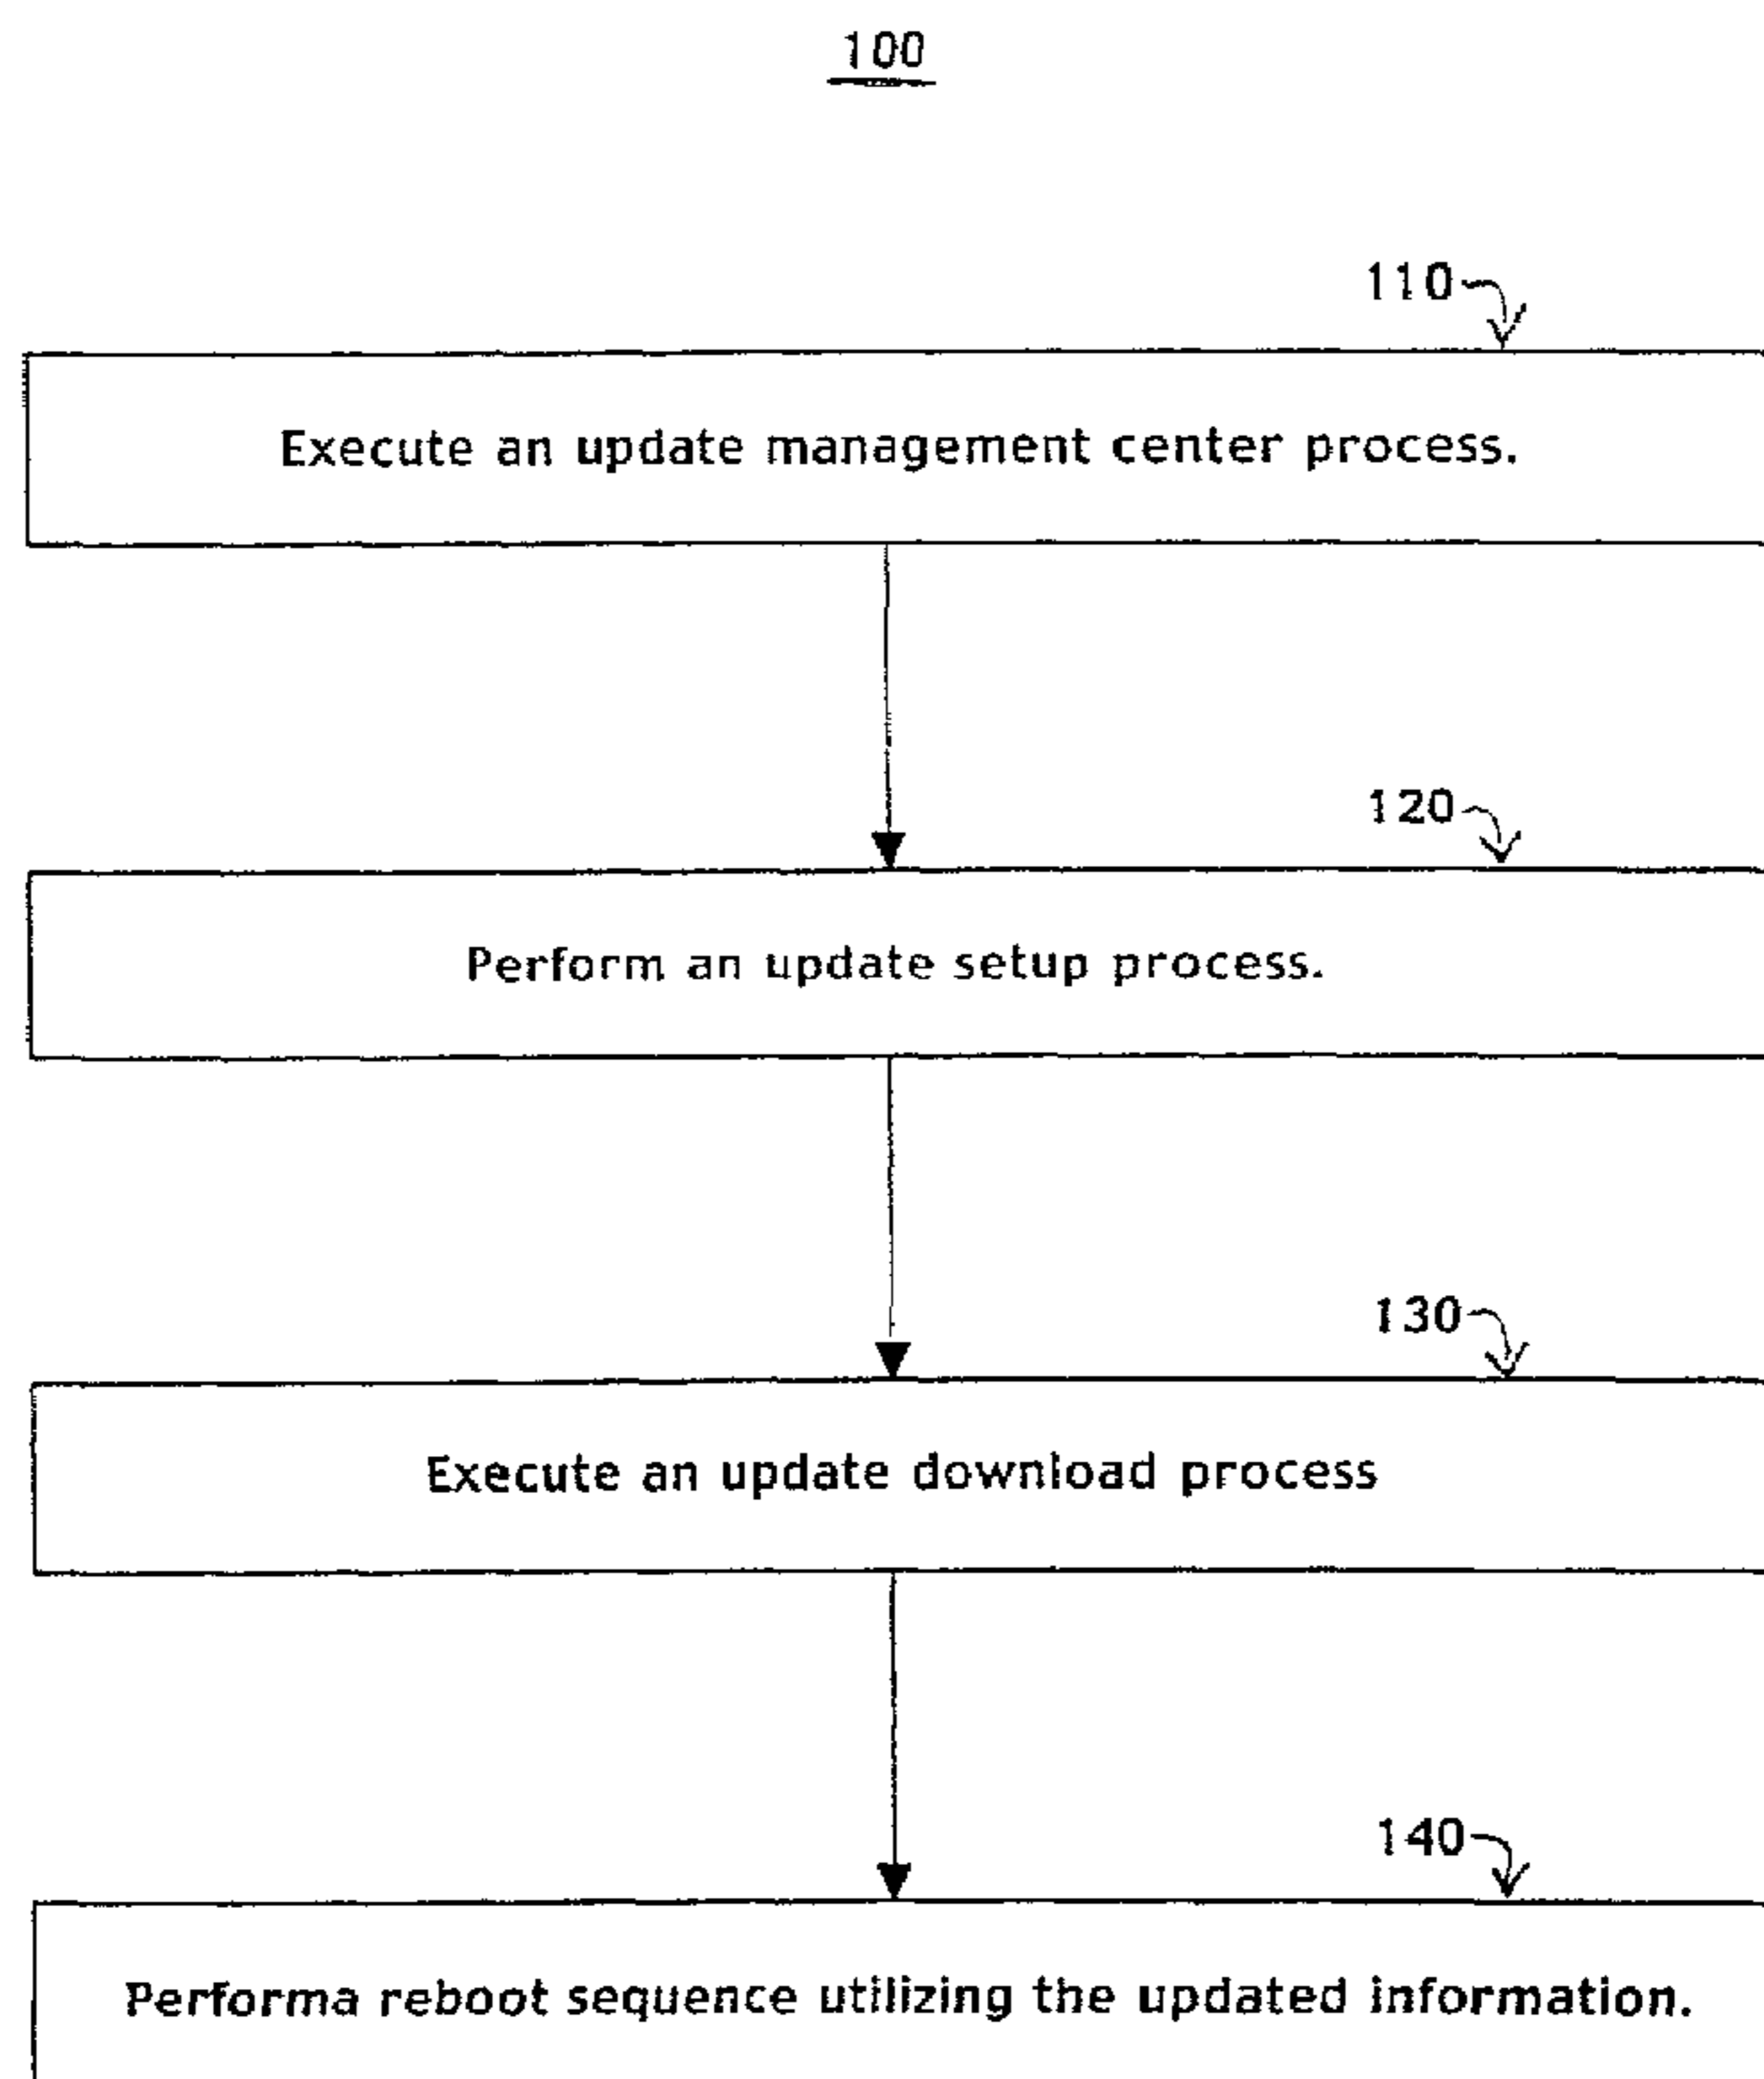 100
110
Execute an update management center process.
120
Perform an update setup process.
130
Execute an update download process
140
Performa reboot sequence utilizing the updated information.